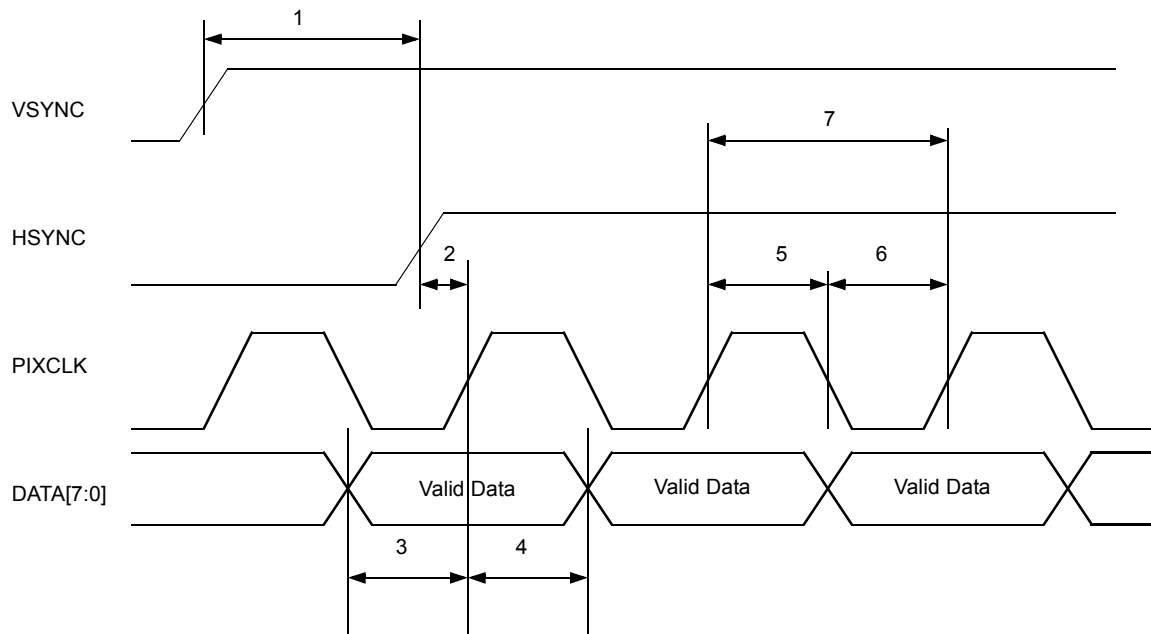 1
VSYNC
7
HSYNC
2
5
6
PIXCLK
DATA[7:0]
Valid Data
Valid Data
Valid Data
3
4